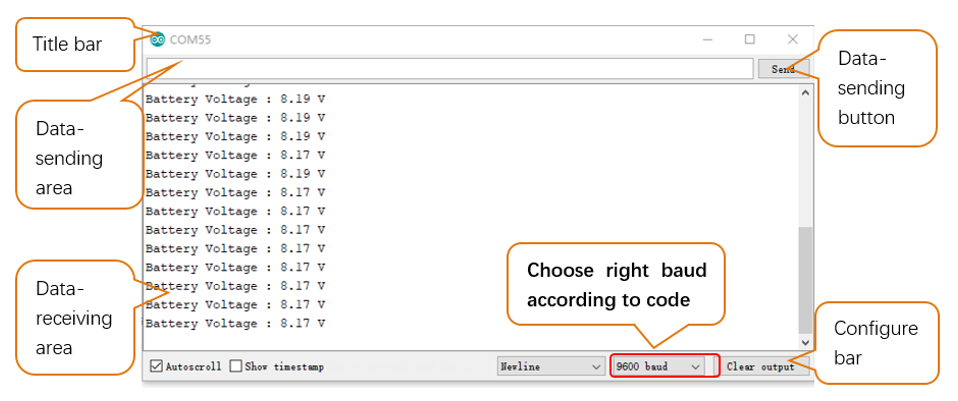 Title bar
COM55
Send
Data-
sending
button
Data-
sending
area
Battery Voltage : 8.19 V
Battery Voltage : 8.19 V
Battery Voltage : 8.19 V
Battery Voltage : 8.17 V
Battery Voltage : 8.19 V
Battery Voltage : 8.17 V
Battery Voltage : 8.17 V
Battery Voltage : 8.17 V
Battery Voltage : 8.17 V
Battery Voltage : 8.17 V
Battery Voltage : 8.17 V
Battery Voltage : 8.17 V
Battery Voltage : 8.17 V
Data-
receiving
area
Choose right baud
according to code
Configure
bar
Autoscroll
Show timestamp
Newline
9600 baud
Clear output